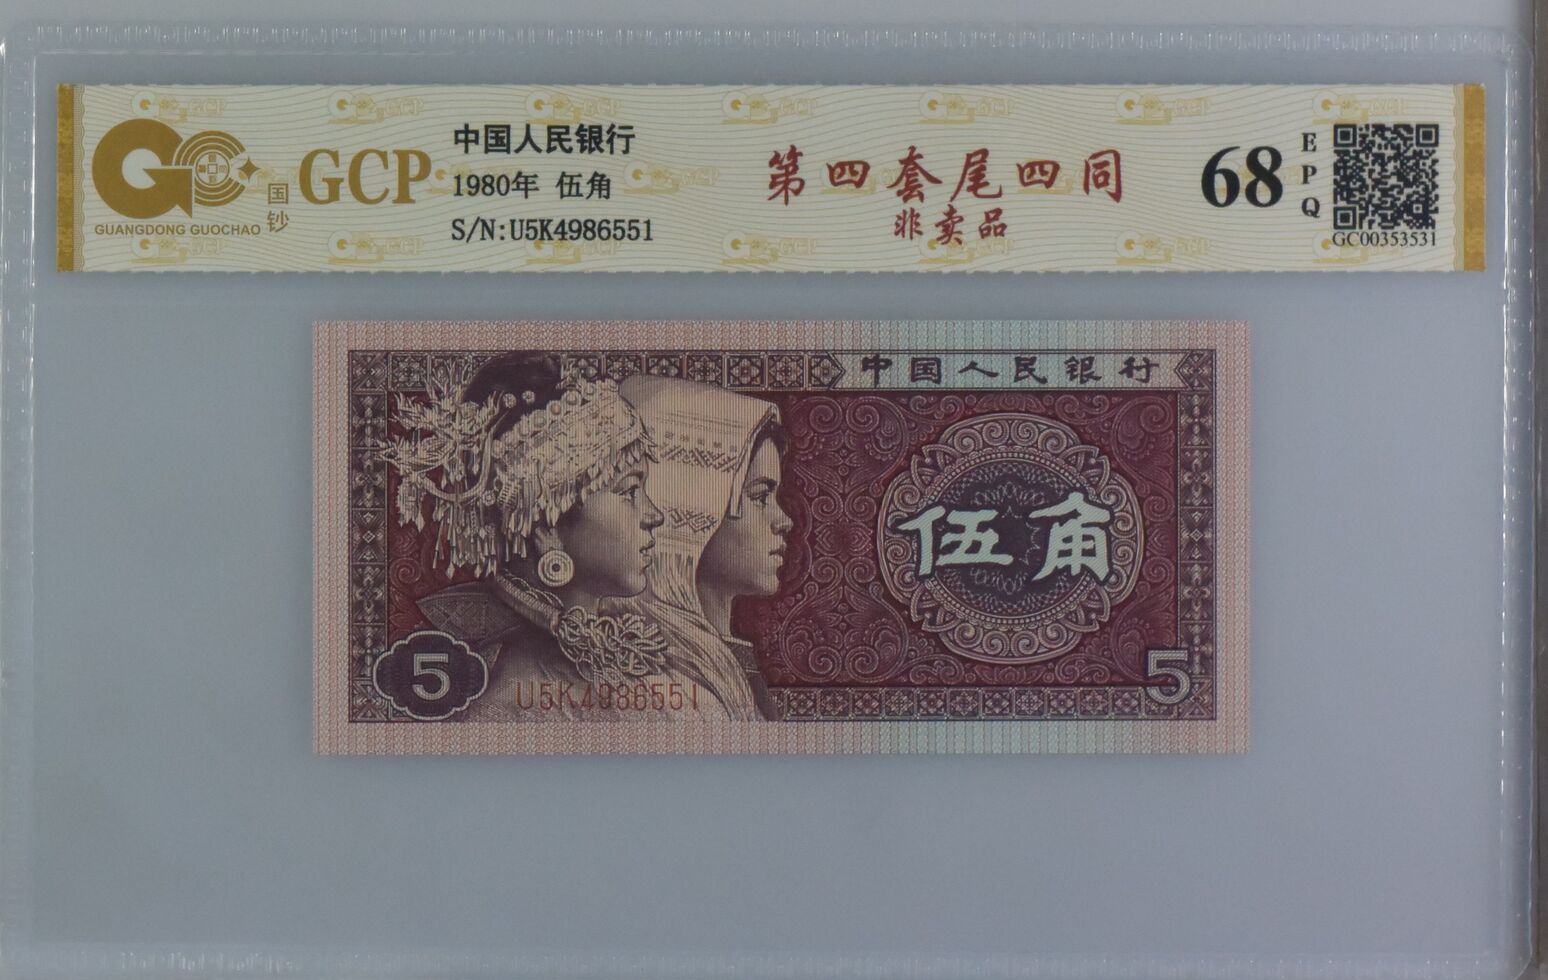 GC
GUANGDONG GUOCHAO
国钞
GCP
中国人民银行
1980年 伍角
S/N:U5K4986551
第四套尾四同
非卖品
68
EPQ
GC00353531
中国人民银行
伍角
5
U5K4986551
5